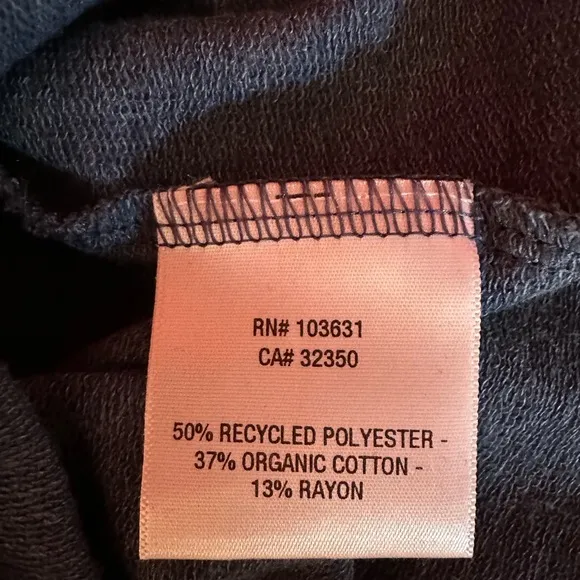 RN# 103631
CA# 32350
50% RECYCLED POLYESTER -
37% ORGANIC COTTON -
13% RAYON